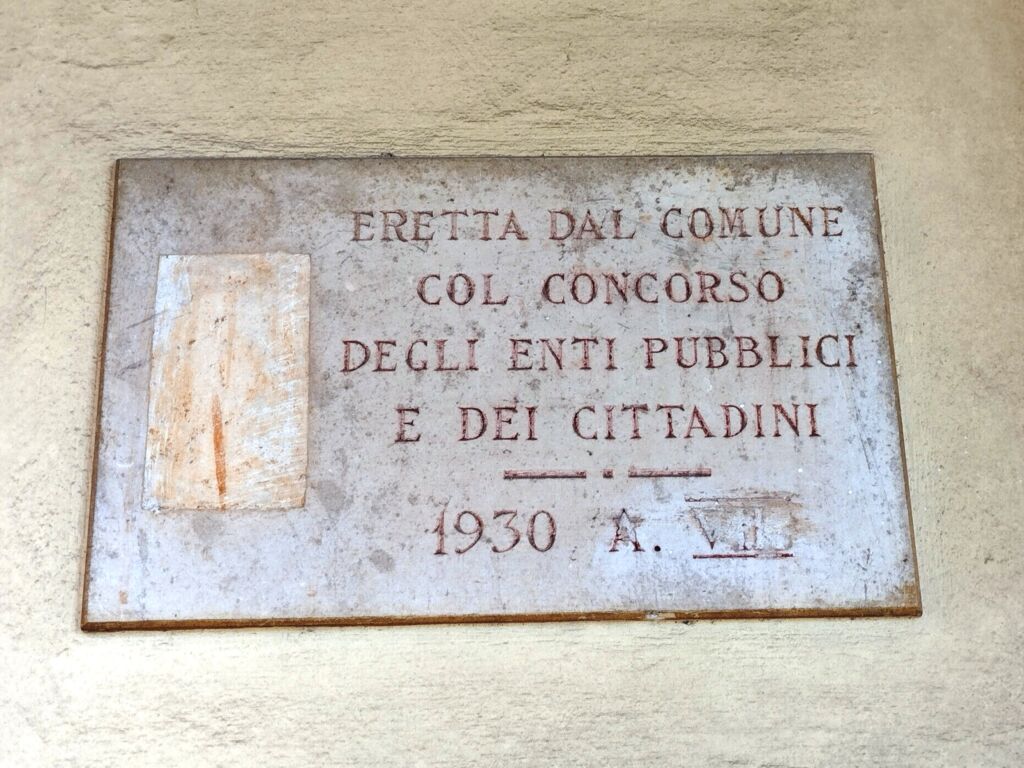 ERETTA DAL COMUNE
COL CONCORSO
DEGLI ENTI PUBBLICI
E DEI CITTADINI
1930 A.